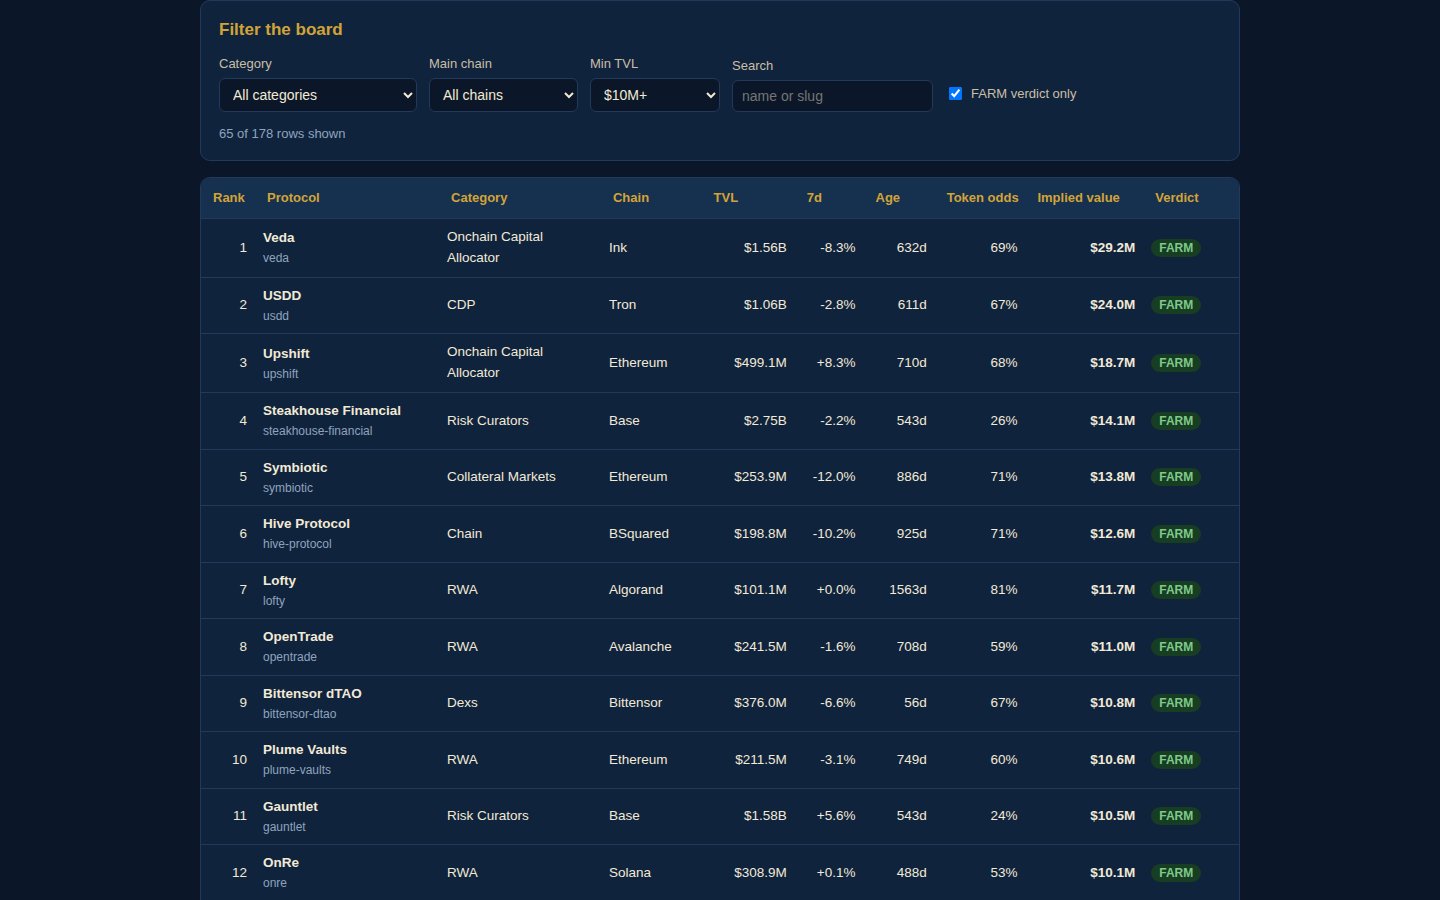 Filter the board
Category Main chain Min TVL Search
All categories All chains $10M+ name or slug FARM verdict only
65 of 178 rows shown
Rank Protocol Category Chain TVL 7d Age Token odds Implied value Verdict
1 Veda veda Onchain Capital Allocator Ink $1.56B -8.3% 632d 69% $29.2M FARM
2 USDD usdd CDP Tron $1.06B -2.8% 611d 67% $24.0M FARM
3 Upshift upshift Onchain Capital Allocator Ethereum $499.1M +8.3% 710d 68% $18.7M FARM
4 Steakhouse Financial steakhouse-financial Risk Curators Base $2.75B -2.2% 543d 26% $14.1M FARM
5 Symbiotic symbiotic Collateral Markets Ethereum $253.9M -12.0% 886d 71% $13.8M FARM
6 Hive Protocol hive-protocol Chain BSquared $198.8M -10.2% 925d 71% $12.6M FARM
7 Lofty lofty RWA Algorand $101.1M +0.0% 1563d 81% $11.7M FARM
8 OpenTrade opentrade RWA Avalanche $241.5M -1.6% 708d 59% $11.0M FARM
9 Bittensor dTAO bittensor-dtao Dexs Bittensor $376.0M -6.6% 56d 67% $10.8M FARM
10 Plume Vaults plume-vaults RWA Ethereum $211.5M -3.1% 749d 60% $10.6M FARM
11 Gauntlet gauntlet Risk Curators Base $1.58B +5.6% 543d 24% $10.5M FARM
12 OnRe onre RWA Solana $308.9M +0.1% 488d 53% $10.1M FARM